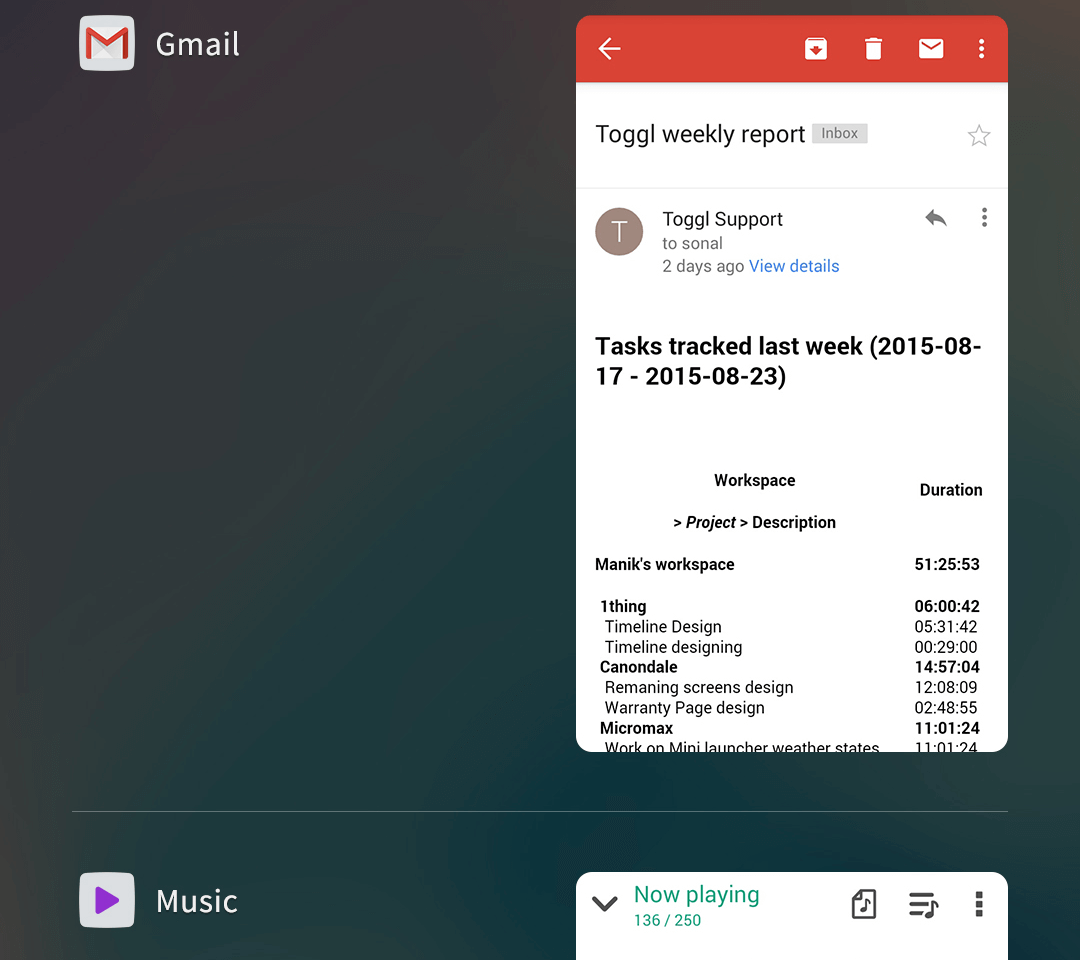 Gmail
Toggl weekly report Inbox
T
Toggl Support
to sonal
2 days ago View details
Tasks tracked last week (2015-08-
17 - 2015-08-23)
Workspace
Duration
> Project > Description
Manik's workspace 51:25:53
1thing 06:00:42
Timeline Design 05:31:42
Timeline designing 00:29:00
Canondale 14:57:04
Remaning screens design 12:08:09
Warranty Page design 02:48:55
Micromax 11:01:24
Work on Mini launcher weather states 11:01:24
Music
Now playing
136 / 250